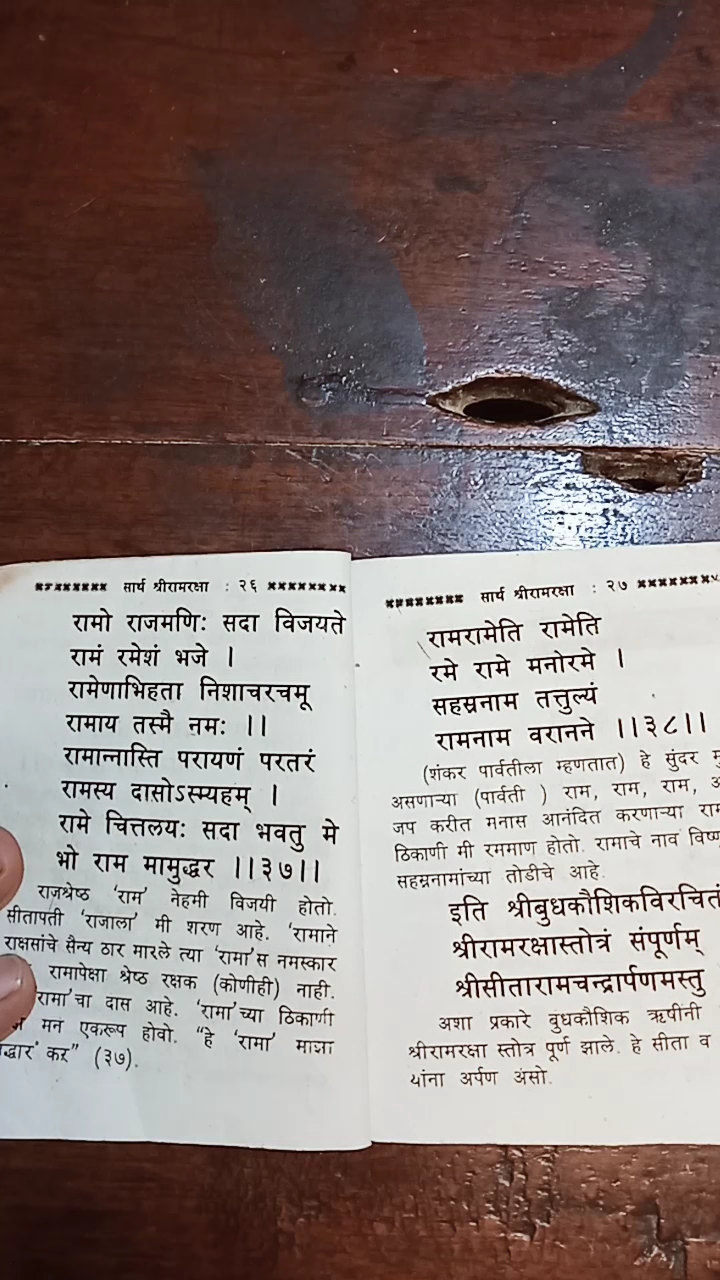 सार्थ श्रीरामरक्षा : २६
रामो राजमणिः सदा विजयते
रामं रमेशं भजे ।
रामेणाभिहता निशाचरचमू
रामाय तस्मै नमः ।।
रामान्नास्ति परायणं परतरं
रामस्य दासोऽस्म्यहम् ।
रामे चित्तलयः सदा भवतु मे
भो राम मामुद्धर ।।३७।।
राजश्रेष्ठ ‘राम’ नेहमी विजयी होतो.
सीतापती ‘राजाला’ मी शरण आहे. ‘रामाने
राक्षसांचे सैन्य ठार मारले त्या ‘रामा’स नमस्कार
रामापेक्षा श्रेष्ठ रक्षक (कोणीही) नाही.
रामा’चा दास आहे. ‘रामा’च्या ठिकाणी
मन एकरूप होवो. “हे ‘रामा’ माझा
कर” (३७).
सार्थ श्रीरामरक्षा : २७
रामरामेति रामेति
रमे रामे मनोरमे ।
सहस्रनाम तत्तुल्यं
रामनाम वरानने ।।३८।।
(शंकर पार्वतीला म्हणतात) हे सुंदर
असणाऱ्या (पार्वती ) राम, राम, राम,
जप करीत मनास आनंदित करणाऱ्या
ठिकाणी मी रममाण होतो. रामाचे नाव
सहस्रनामांच्या तोडीचे आहे.
इति श्रीबुधकौशिकविरचितं
श्रीरामरक्षास्तोत्रं संपूर्णम्
श्रीसीतारामचन्द्रार्पणमस्तु
अशा प्रकारे बुधकौशिक ऋषींनी
श्रीरामरक्षा स्तोत्र पूर्ण झाले. हे सीता व
यांना अर्पण असो.